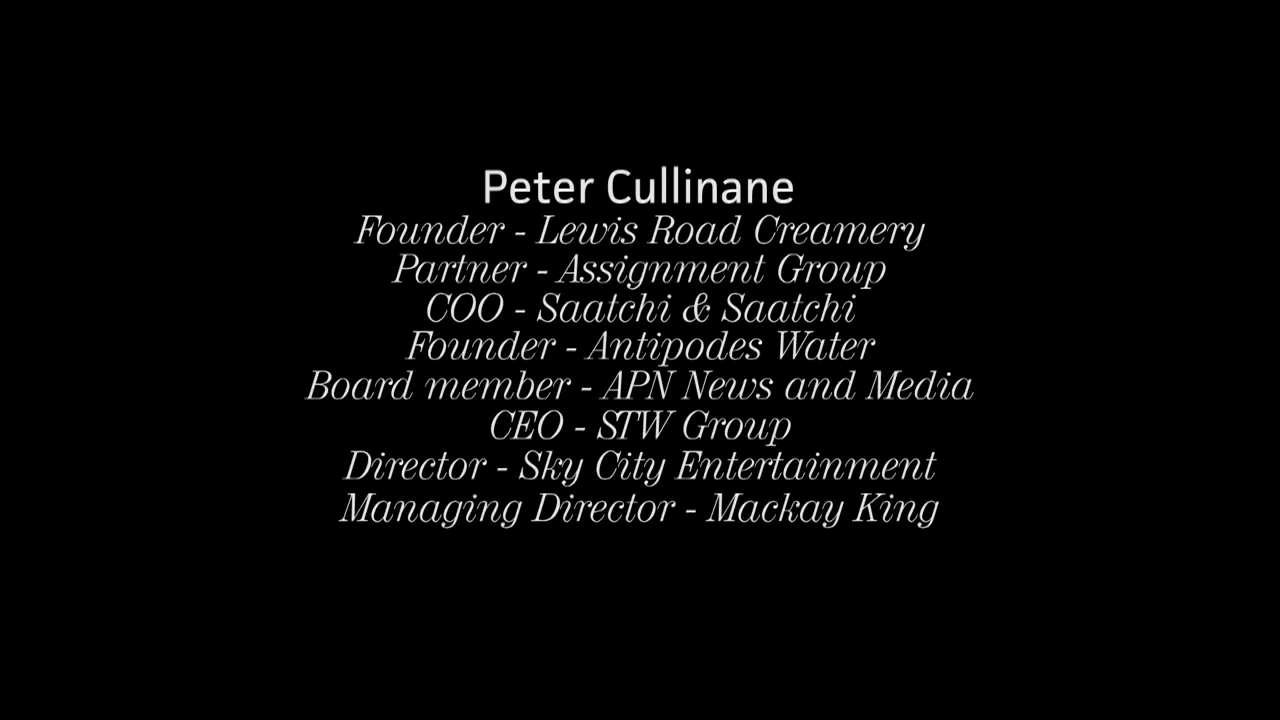 Peter Cullinane
Founder - Lewis Road Creamery
Partner - Assignment Group
COO - Saatchi & Saatchi
Founder - Antipodes Water
Board member - APN News and Media
CEO - STW Group
Director - Sky City Entertainment
Managing Director - Mackay King